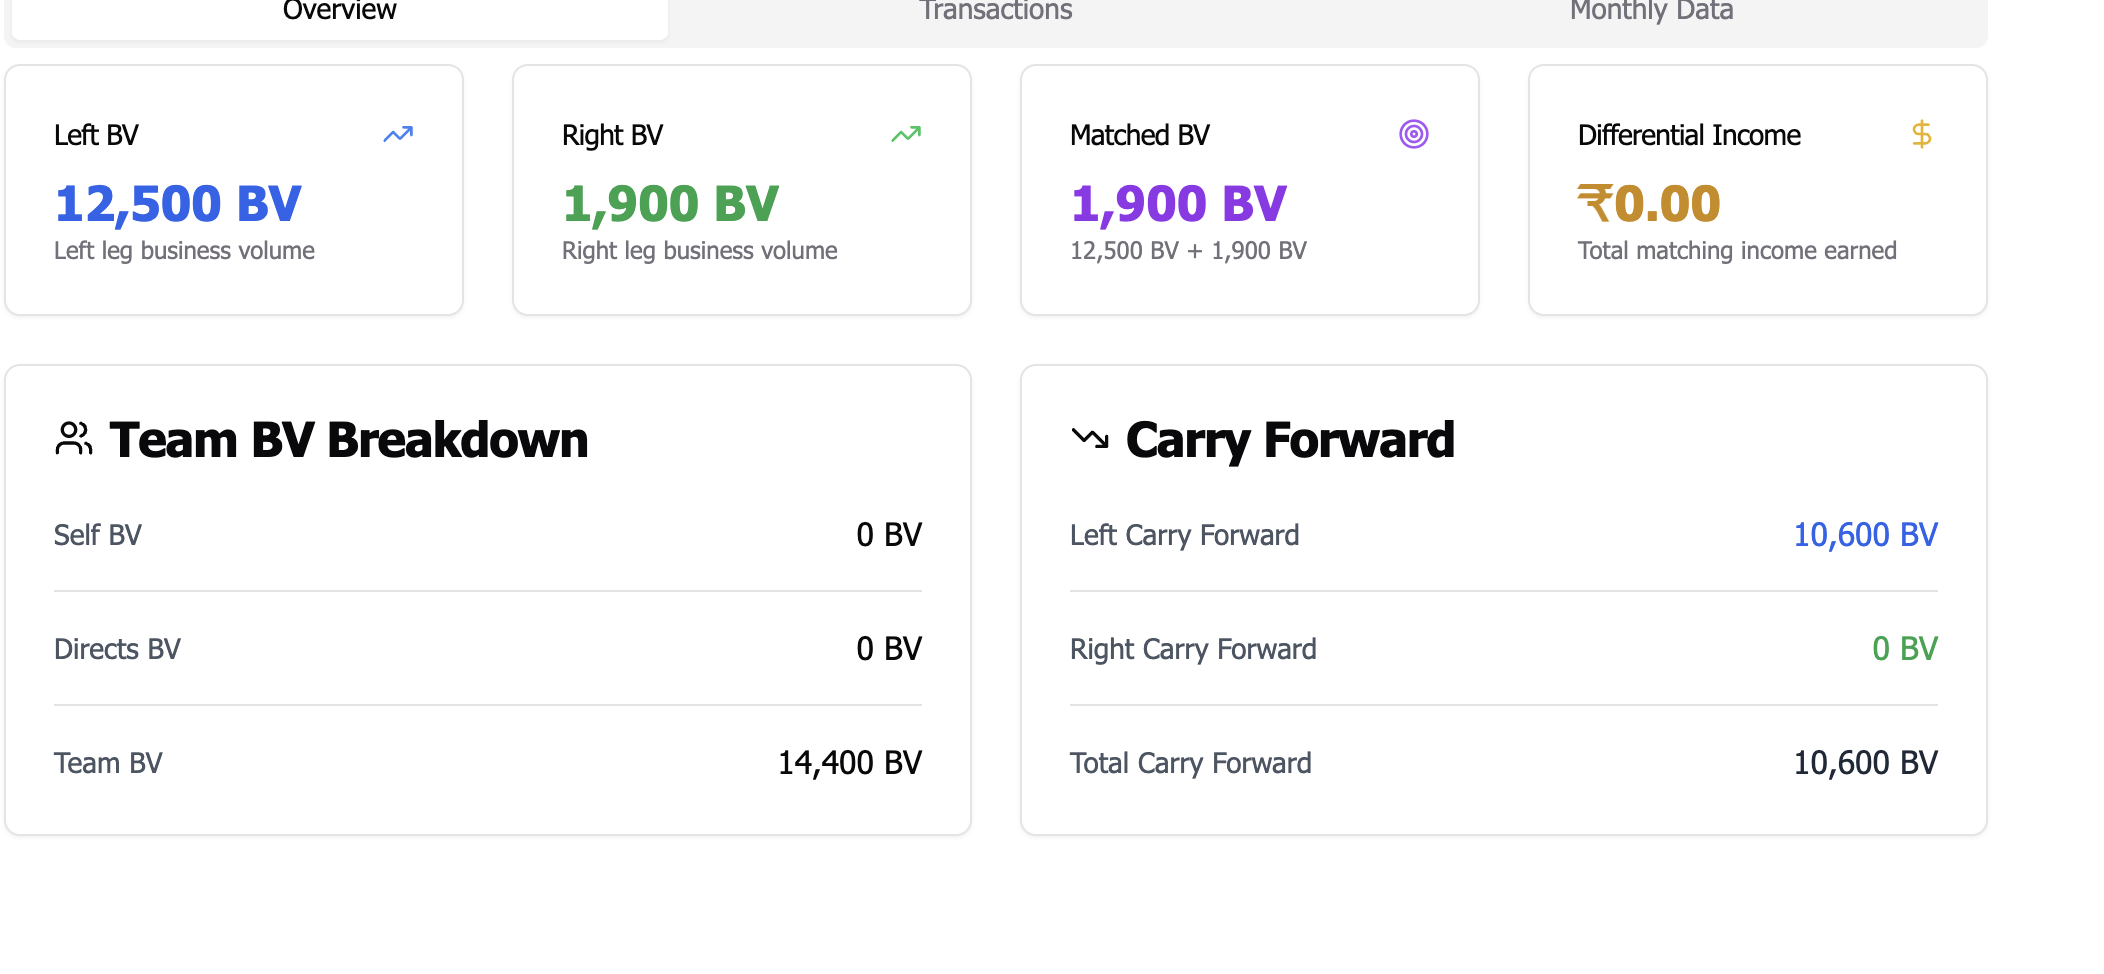 Overview
Transactions
Monthly Data
Left BV
12,500 BV
Left leg business volume
Right BV
1,900 BV
Right leg business volume
Matched BV
1,900 BV
12,500 BV + 1,900 BV
Differential Income
₹0.00
Total matching income earned
Team BV Breakdown
Self BV
0 BV
Directs BV
0 BV
Team BV
14,400 BV
Carry Forward
Left Carry Forward
10,600 BV
Right Carry Forward
0 BV
Total Carry Forward
10,600 BV